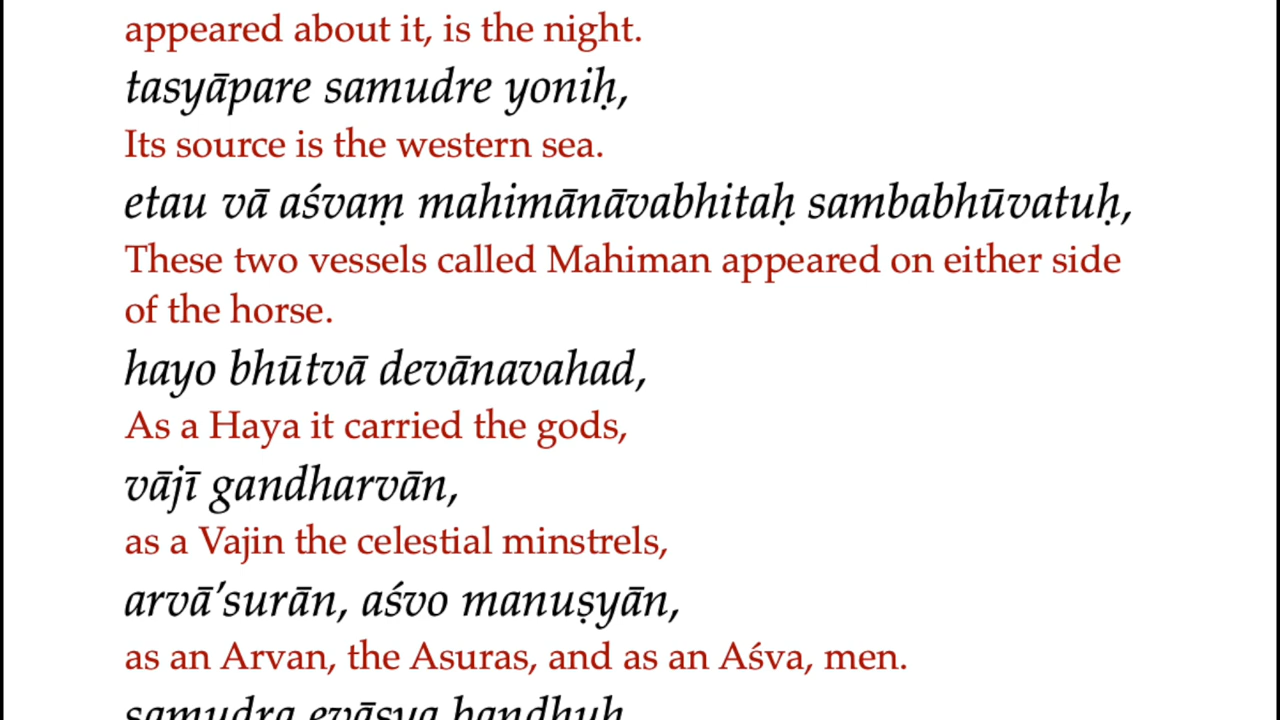 appeared about it, is the night.
tasyāpare samudre yoniḥ,
Its source is the western sea.
etau vā aśvaṃ mahimānāvabhitaḥ sambabhūvatuḥ,
These two vessels called Mahiman appeared on either side
of the horse.
hayo bhūtvā devānavahad,
As a Haya it carried the gods,
vājī gandharvān,
as a Vajin the celestial minstrels,
arvā’surān, aśvo manuṣyān,
as an Arvan, the Asuras, and as an Aśva, men.
samudra evāsya bandhuḥ